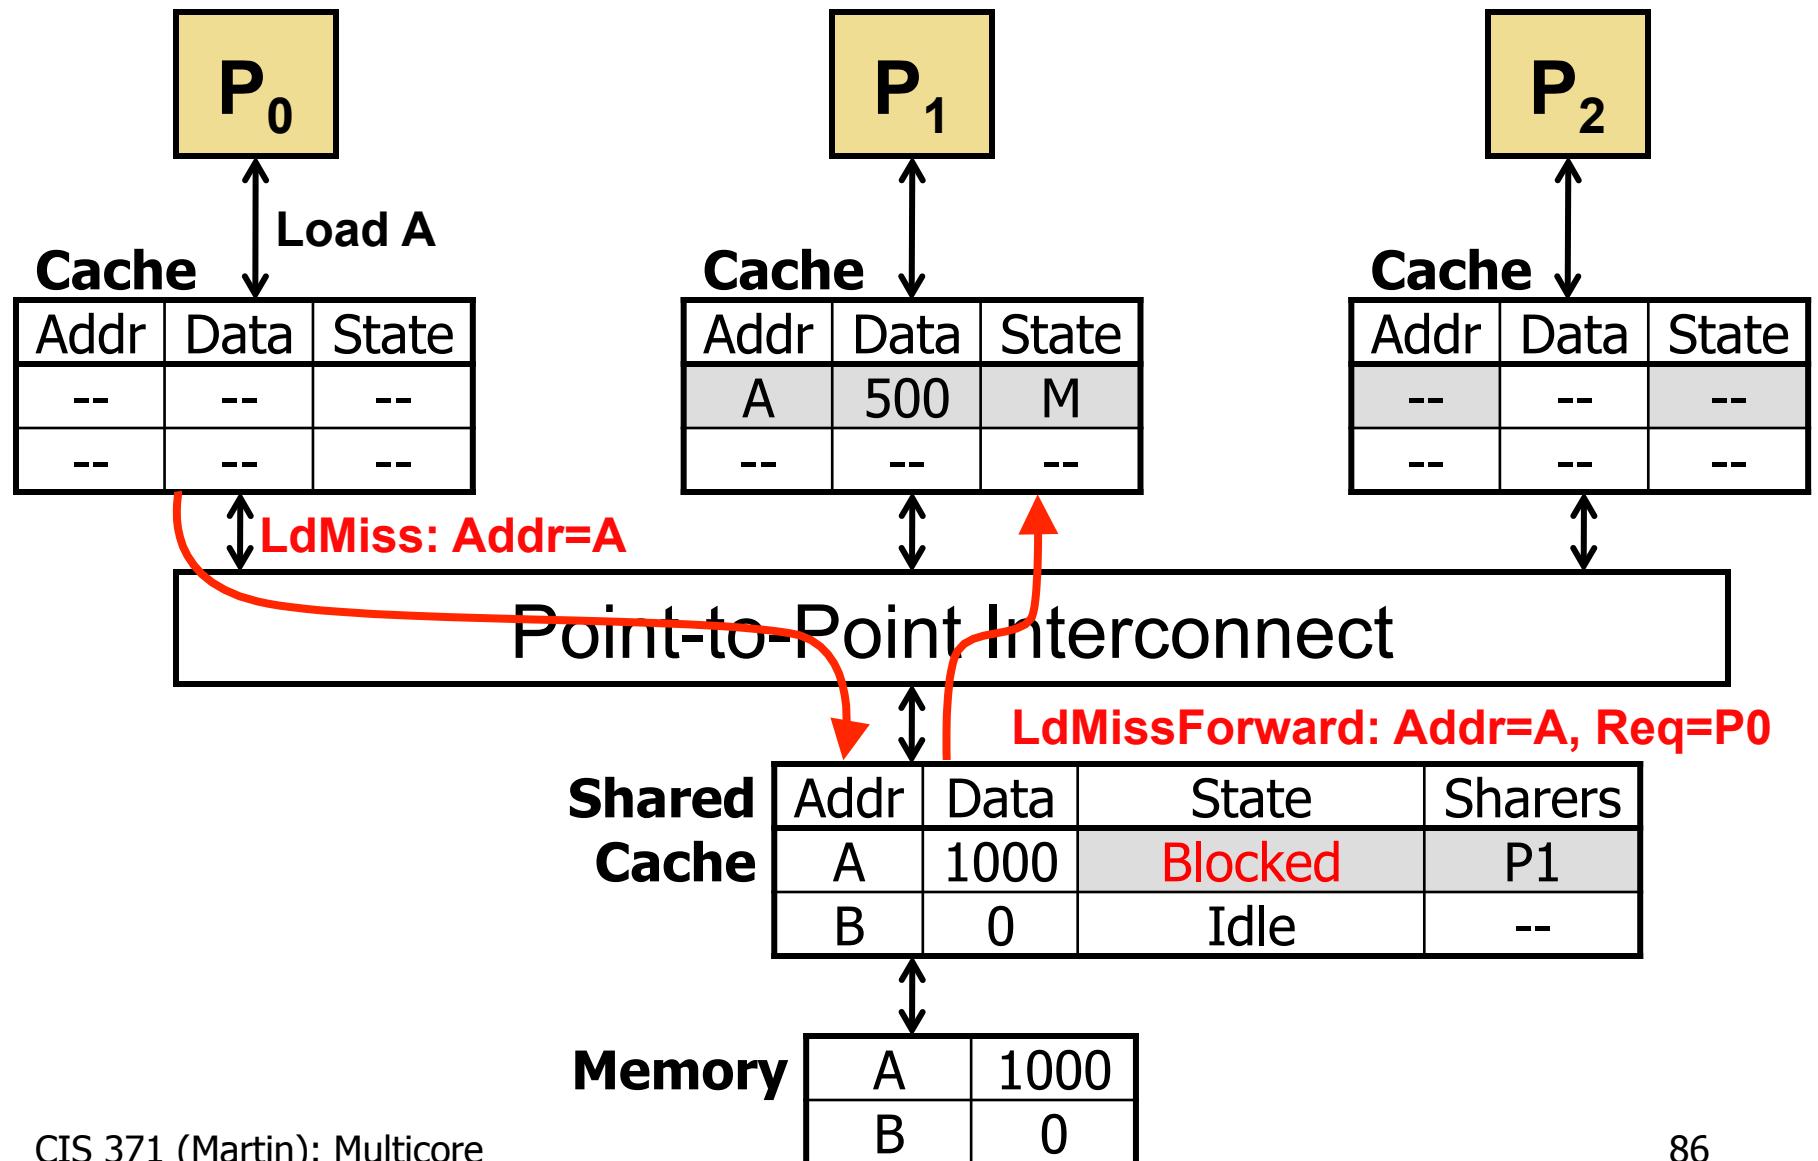 P0 P1 P2
Load A
Cache Cache Cache
Addr Data State Addr Data State Addr Data State
-- -- -- A 500 M -- -- --
-- -- -- -- -- -- -- -- --
LdMiss: Addr=A
Point-to-Point Interconnect
LdMissForward: Addr=A, Req=P0
Shared Addr Data State Sharers
Cache A 1000 Blocked P1
B 0 Idle --
Memory A 1000
B 0
CIS 371 (Martin): Multicore 86